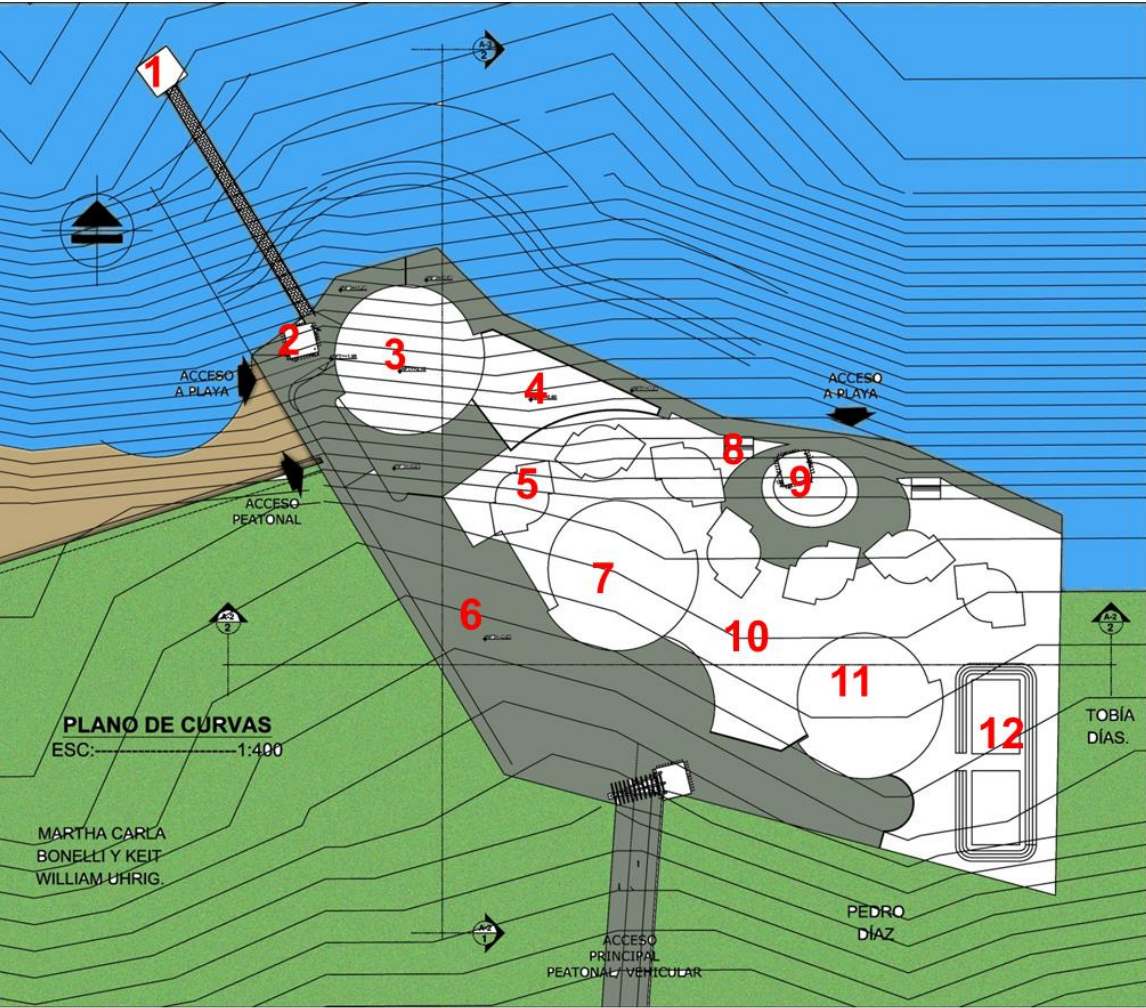 A-2
2
1
2
3
ACCESO
A PLAYA
4
ACCESO
A PLAYA
5
8
9
ACCESO
PEATONAL
7
6
10
A-2
2
A-2
2
11
12
PLANO DE CURVAS
ESC:------------------------1:400
TOBÍA
DÍAS.
MARTHA CARLA
BONELLI Y KEIT
WILLIAM UHRIG.
PEDRO
DÍAZ
A-2
1
ACCESO
PRINCIPAL
PEATONAL/ VEHICULAR